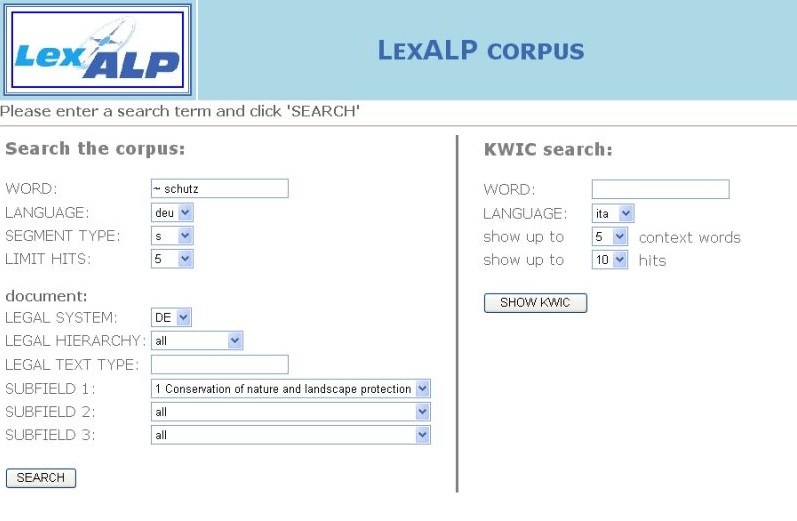 Lex ALP
LEXALP CORPUS
Please enter a search term and click 'SEARCH'
Search the corpus:
WORD: ~ schutz
LANGUAGE: deu
SEGMENT TYPE: s
LIMIT HITS: 5
document:
LEGAL SYSTEM: DE
LEGAL HIERARCHY: all
LEGAL TEXT TYPE:
SUBFIELD 1: 1 Conservation of nature and landscape protection
SUBFIELD 2: all
SUBFIELD 3: all
SEARCH
KWIC search:
WORD:
LANGUAGE: ita
show up to 5 context words
show up to 10 hits
SHOW KWIC